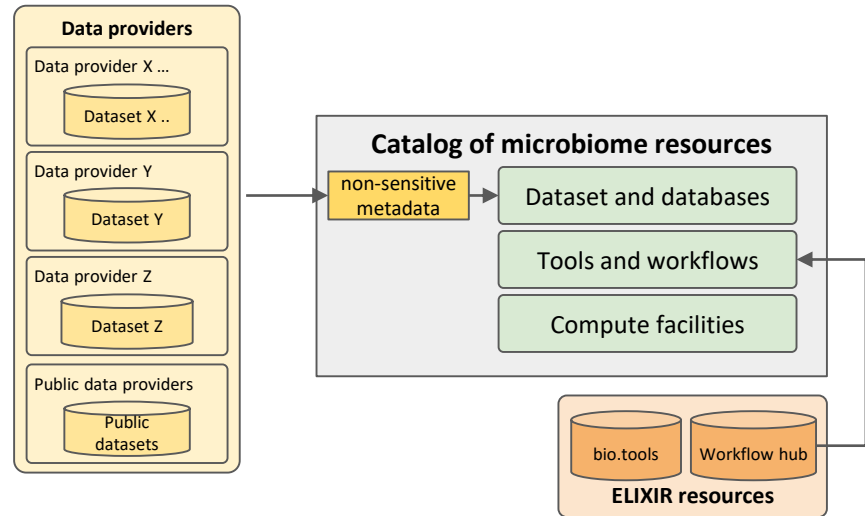 Data providers
Data provider X ...
Dataset X ..
Data provider Y
Dataset Y
Data provider Z
Dataset Z
Public data providers
Public
datasets
Catalog of microbiome resources
non-sensitive
metadata
Dataset and databases
Tools and workflows
Compute facilities
bio.tools
Workflow hub
ELIXIR resources